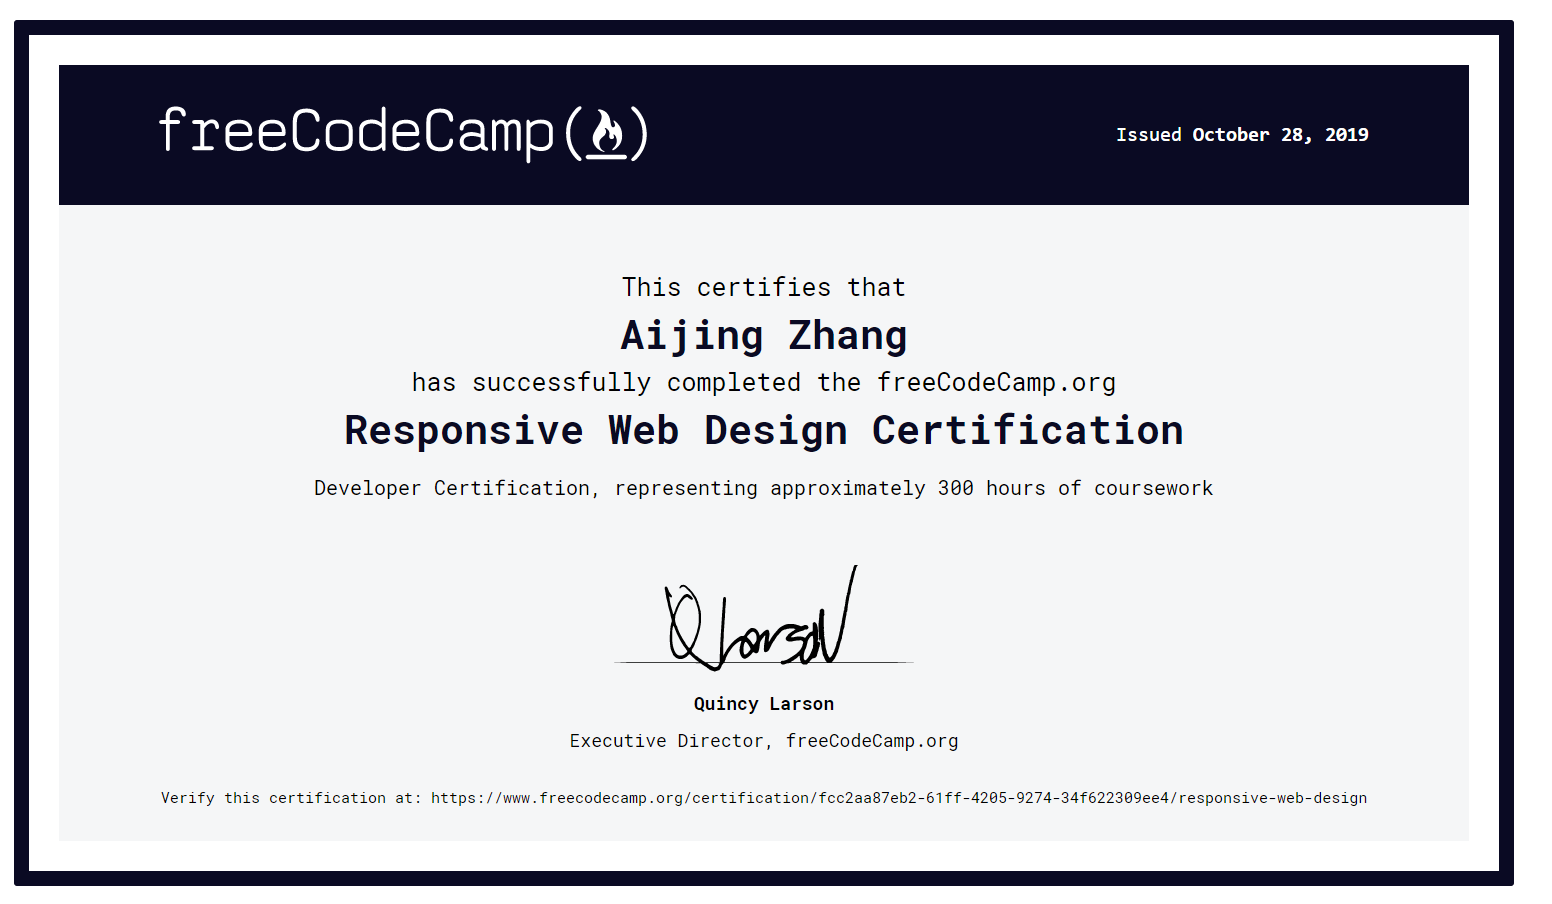 freeCodeCamp
Issued October 28, 2019
This certifies that
Aijing Zhang
has successfully completed the freeCodeCamp.org
Responsive Web Design Certification
Developer Certification, representing approximately 300 hours of coursework
Q Larson
Quincy Larson
Executive Director, freeCodeCamp.org
Verify this certification at: https://www.freecodecamp.org/certification/fcc2aa87eb2-61ff-4205-9274-34f622309ee4/responsive-web-design